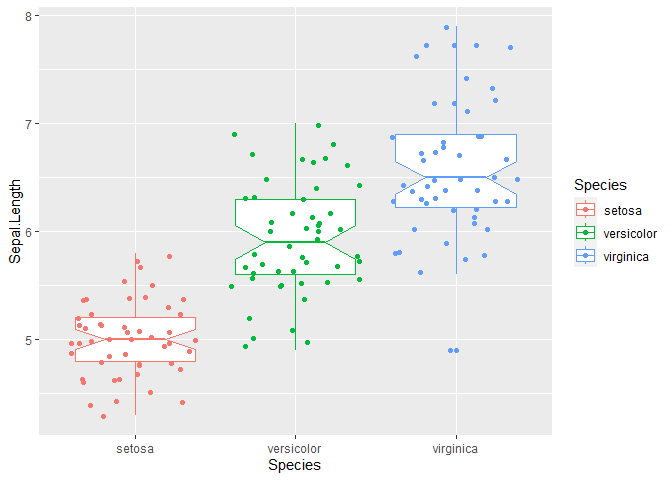 8
7
6
5
Sepal.Length
setosa
versicolor
virginica
Species
Species
setosa
versicolor
virginica